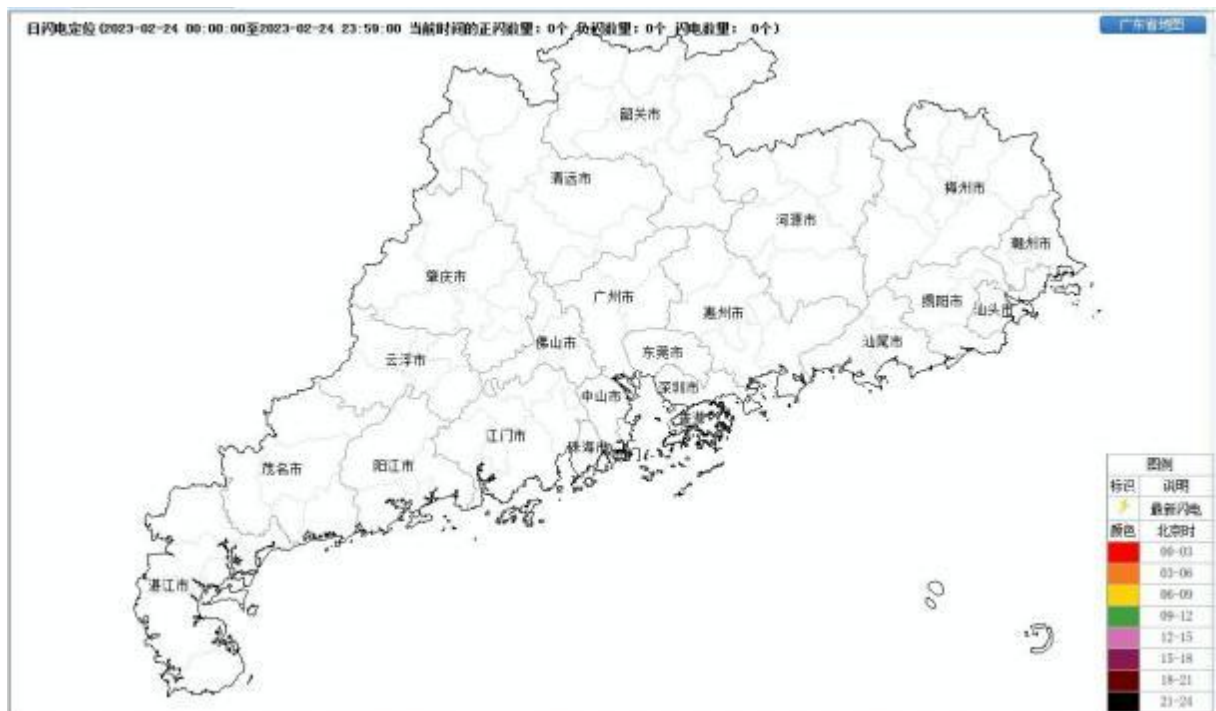 日闪电定位(2023-02-24 00:00:00至2023-02-24 23:59:00 当前时间的正闪数量：0个 负闪数量：0个 闪电数量： 0个)
广东省地图
韶关市
清远市
梅州市
河源市
潮州市
肇庆市
广州市
揭阳市
汕头市
惠州市
佛山市
东莞市
汕尾市
云浮市
深圳市
中山市
江门市
珠海市
茂名市
阳江市
湛江市
图例
标识 说明
最新闪电
颜色 北京时
00-03
03-06
06-09
09-12
12-15
15-18
18-21
21-24